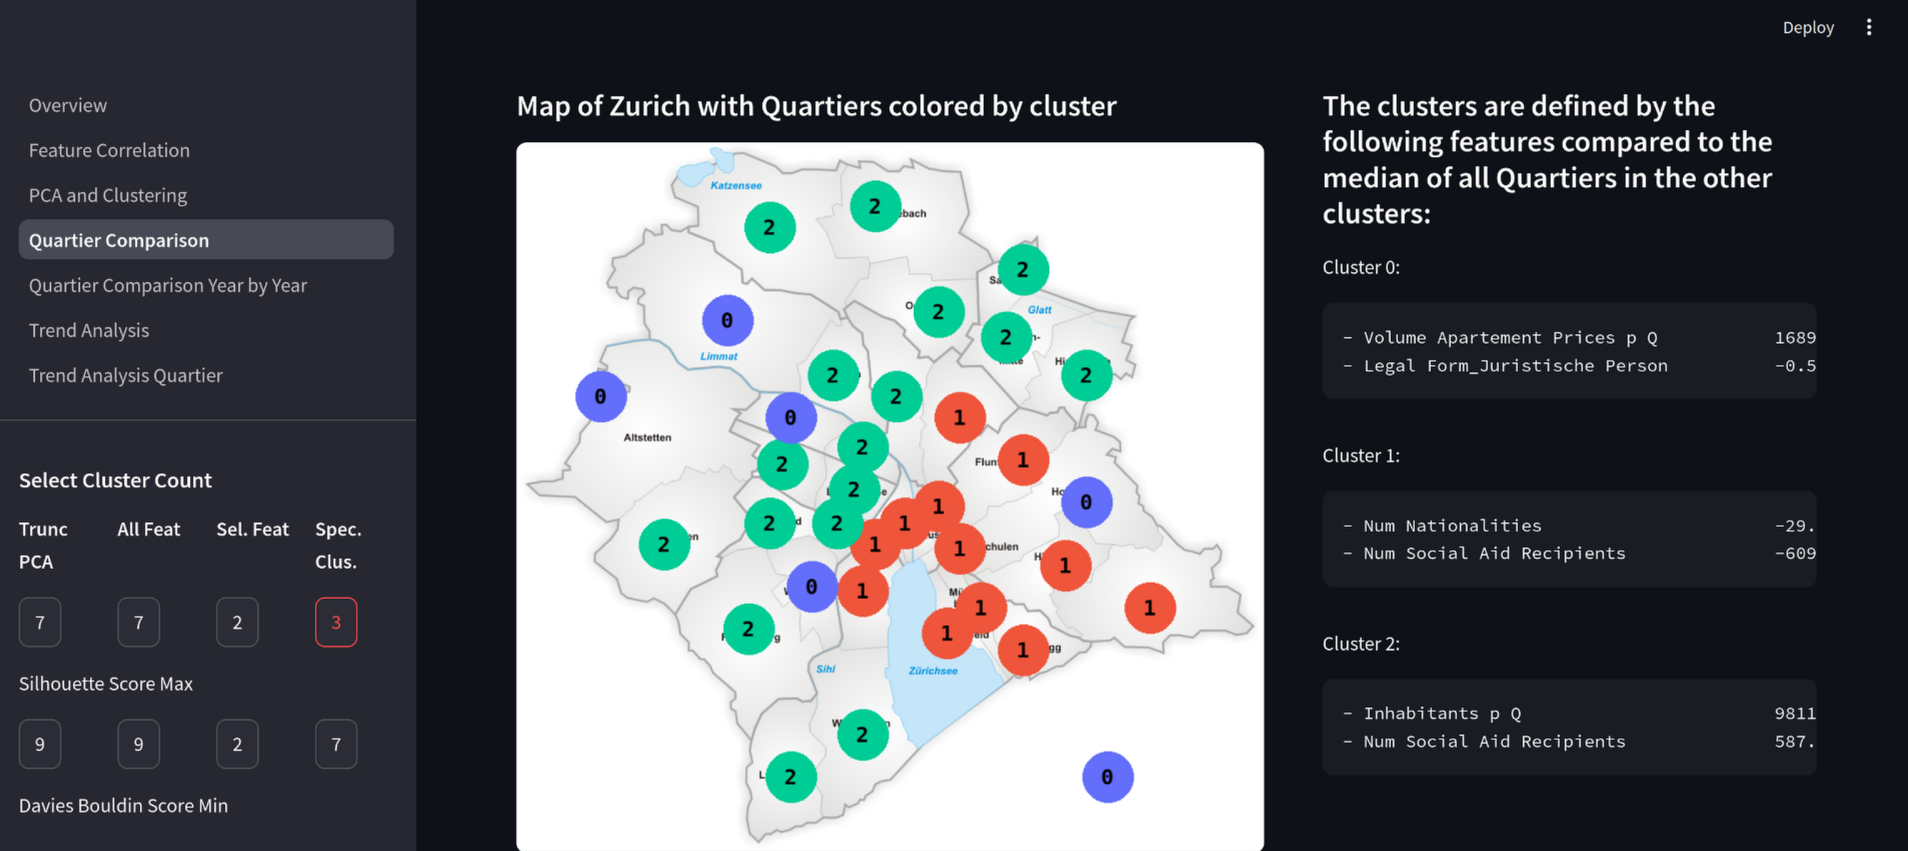 Deploy
Overview
Feature Correlation
PCA and Clustering
Quartier Comparison
Quartier Comparison Year by Year
Trend Analysis
Trend Analysis Quartier
Select Cluster Count
Trunc PCA
All Feat
Sel. Feat
Spec. Clus.
7 7 2 3
Silhouette Score Max
9 9 2 7
Davies Bouldin Score Min
Map of Zurich with Quartiers colored by cluster
Katzensee
2
2
bach
2
Sa
Glatt
2
O
0
2
n-
Limmat
2
2
Hi
2
0
0
2
1
Altstetten
2
2
1
Flun
2
e
Ho
0
2
d
2
1
1
2
en
1
1
chulen
H
1
0
1
Mü
1
1
2
g
1
eld
1
gg
Sihl
Zürichsee
W
2
n
L
2
0
The clusters are defined by the
following features compared to the
median of all Quartiers in the other
clusters:
Cluster 0:
- Volume Apartement Prices p Q 1689
- Legal Form_Juristische Person -0.5
Cluster 1:
- Num Nationalities -29.
- Num Social Aid Recipients -609
Cluster 2:
- Inhabitants p Q 9811
- Num Social Aid Recipients 587.